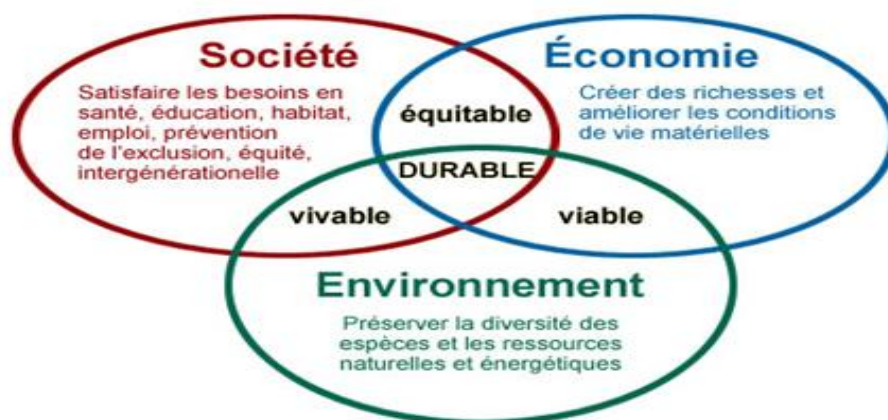 Société
Satisfaire les besoins en
santé, éducation, habitat,
emploi, prévention
de l'exclusion, équité,
intergénérationelle
Économie
Créer des richesses et
améliorer les conditions
de vie matérielles
équitable
DURABLE
vivable
viable
Environnement
Préserver la diversité des
espèces et les ressources
naturelles et énergétiques